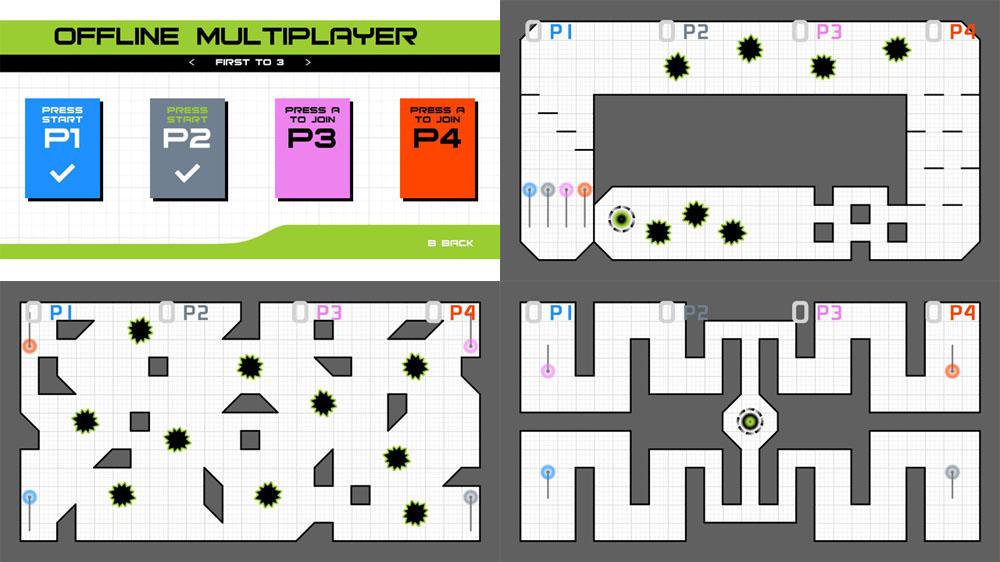 OFFLINE MULTIPLAYER
< FIRST TO 3 >
PRESS START P1
PRESS START P2
PRESS A TO JOIN P3
PRESS A TO JOIN P4
B BACK
0 P1 0 P2 0 P3 0 P4
0 P1 0 P2 0 P3 0 P4
0 P1 0 P2 0 P3 0 P4